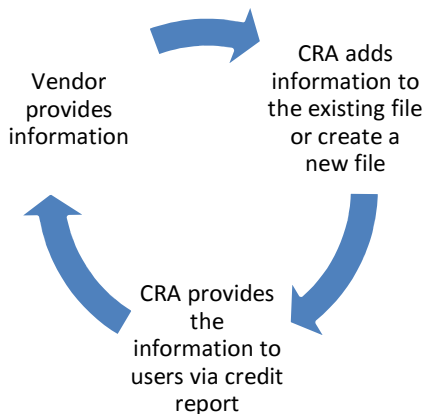 Vendor
provides
information
CRA adds
information to
the existing file
or create a
new file
CRA provides
the
information to
users via credit
report